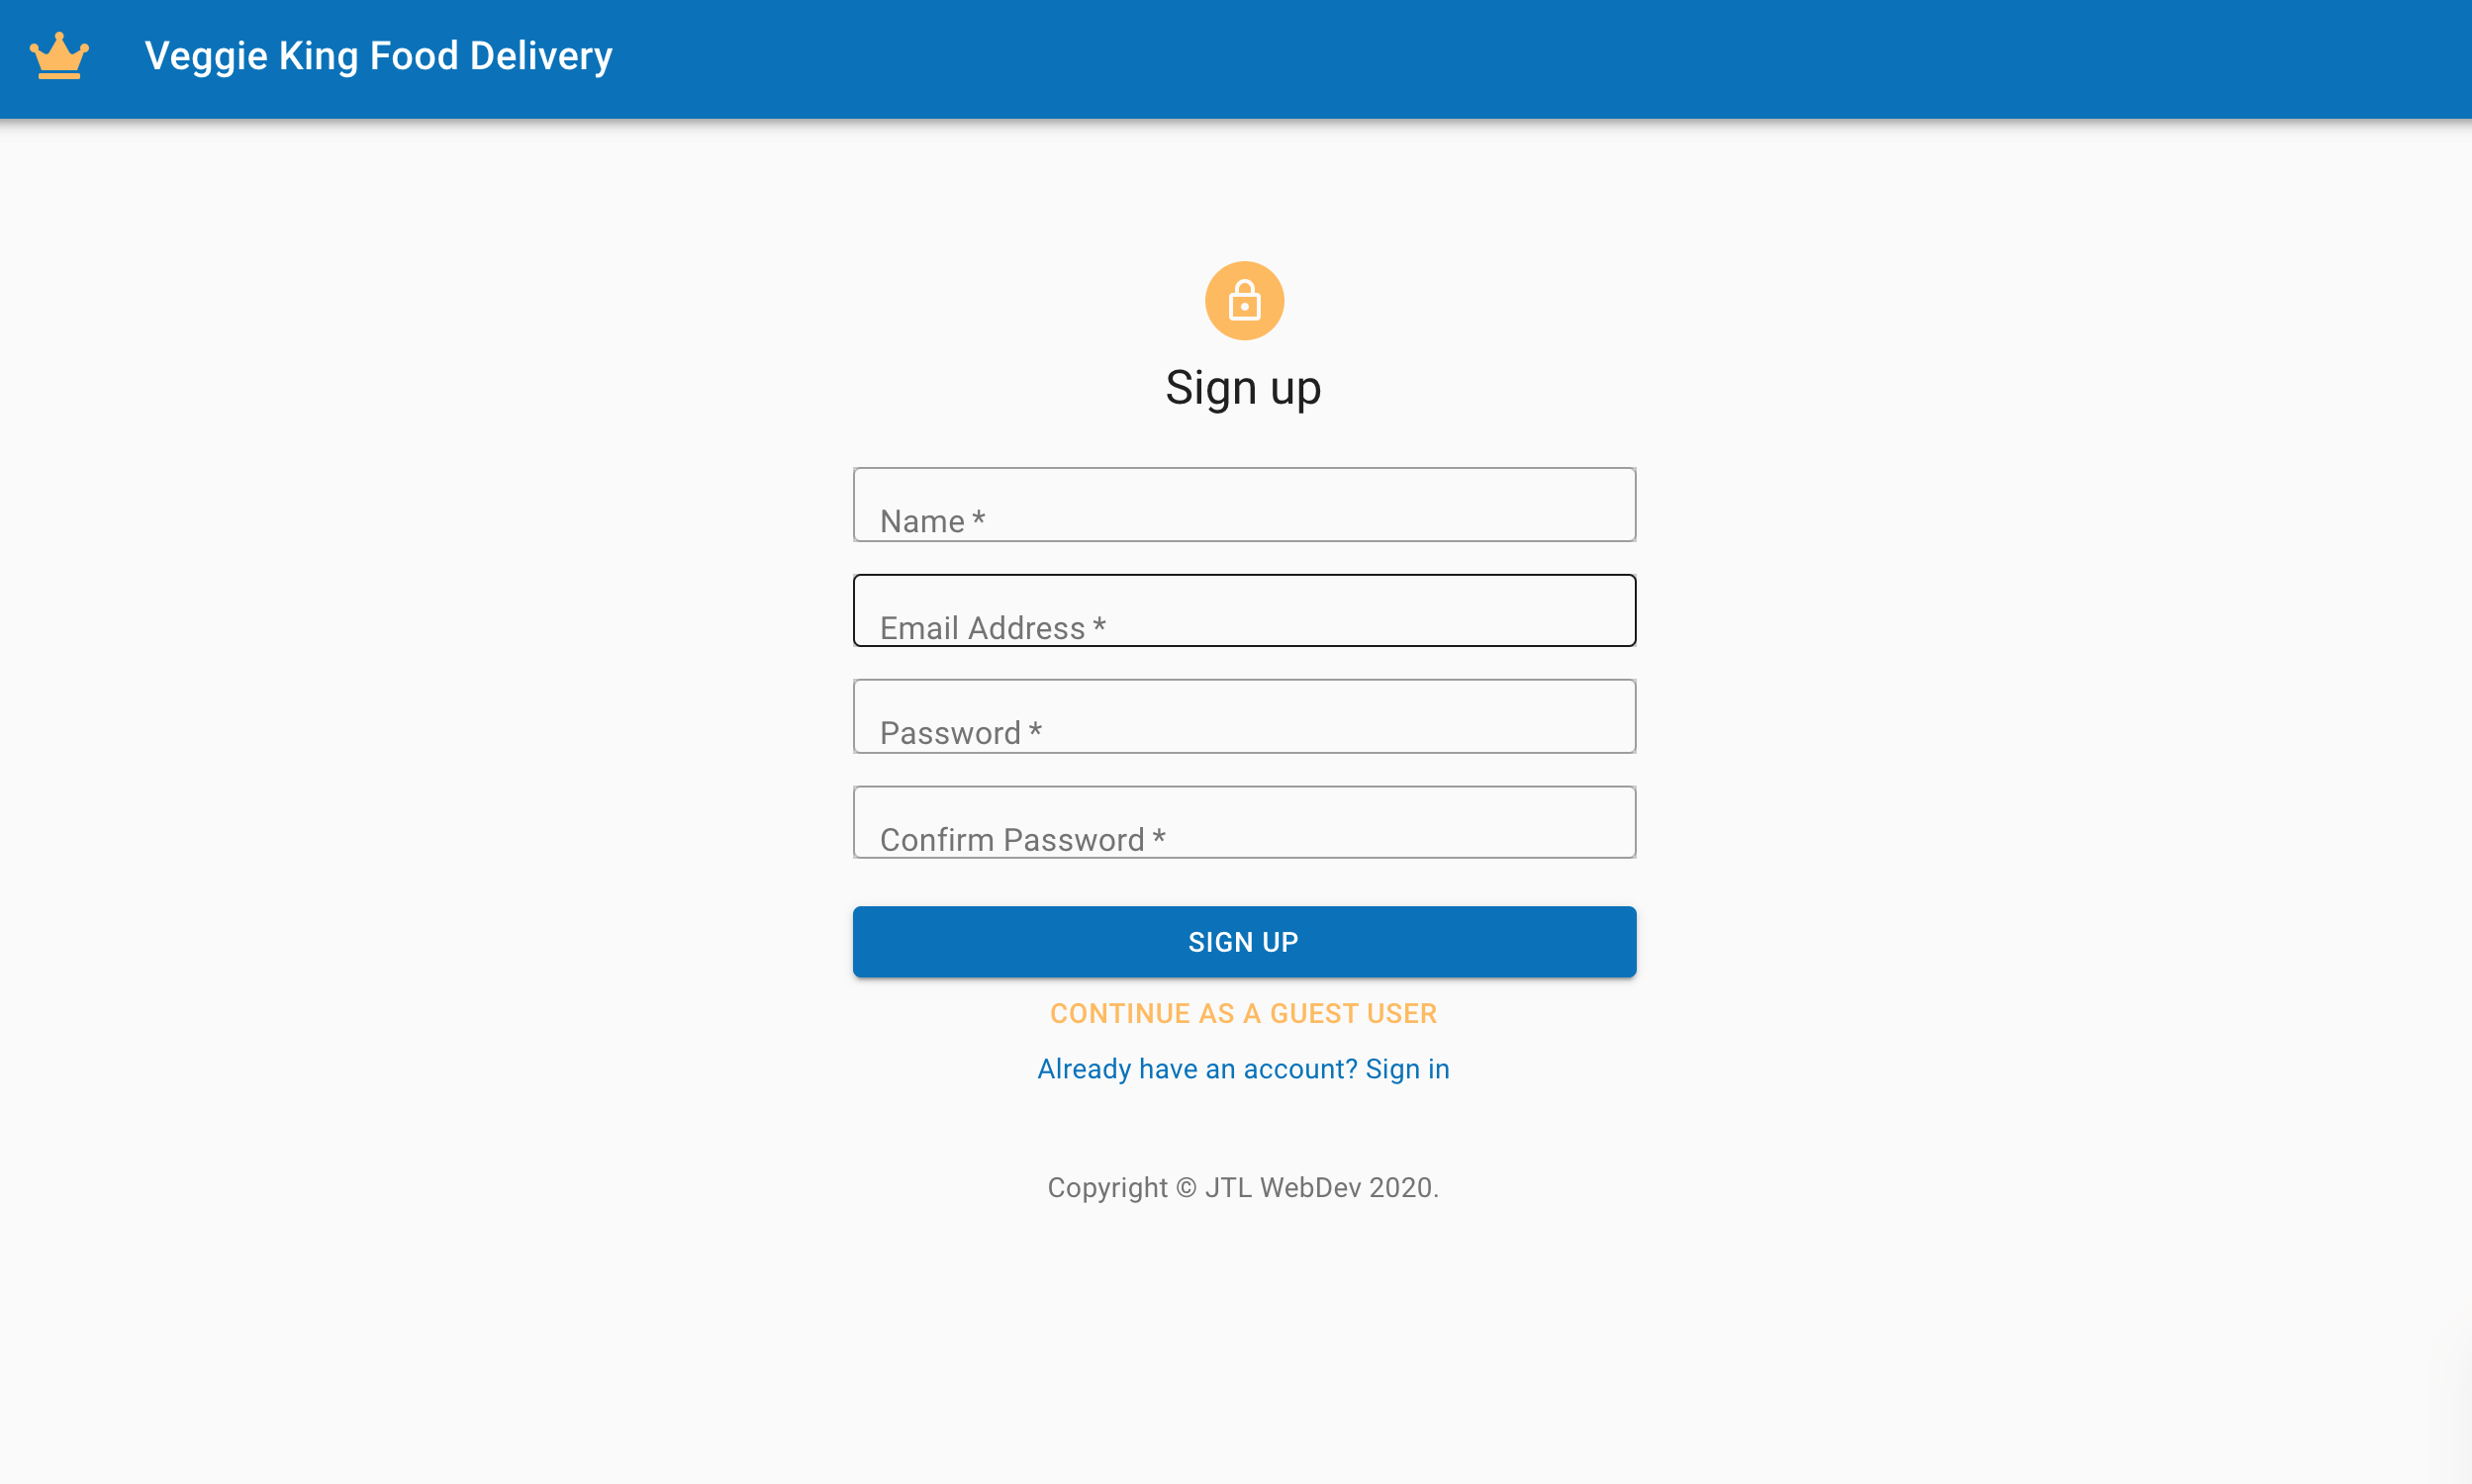 Veggie King Food Delivery
Sign up
Name *
Email Address *
Password *
Confirm Password *
SIGN UP
CONTINUE AS A GUEST USER
Already have an account? Sign in
Copyright © JTL WebDev 2020.